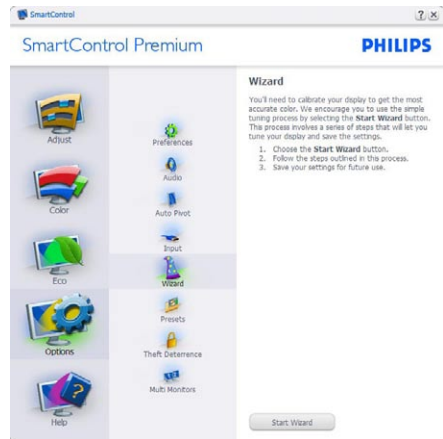 SmartControl
SmartControl Premium
PHILIPS
Adjust
Color
Eco
Options
Help
Preferences
Audio
Auto Pivot
Input
Wizard
Presets
Theft Deterrence
Multi Monitors
Wizard
You'll need to calibrate your display to get the most
accurate color. We encourage you to use the simple
tuning process by selecting the Start Wizard button.
This process involves a series of steps that will let you
tune your display and save the settings.
1. Choose the Start Wizard button.
2. Follow the steps outlined in this process.
3. Save your settings for future use.
Start Wizard